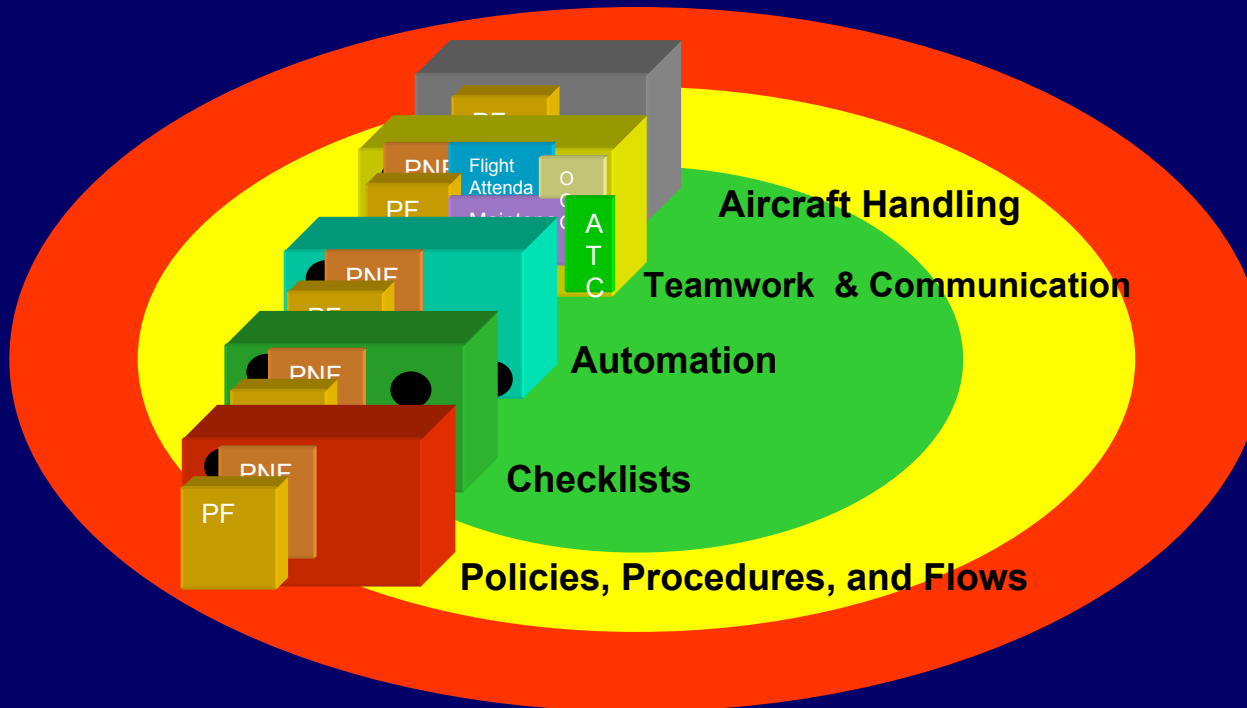 PF
PNF
Flight
Attenda
O
C
C
PF
A
T
C
Aircraft Handling
Teamwork & Communication
PNF
PF
Automation
PNF
Checklists
PNF
PF
Policies, Procedures, and Flows